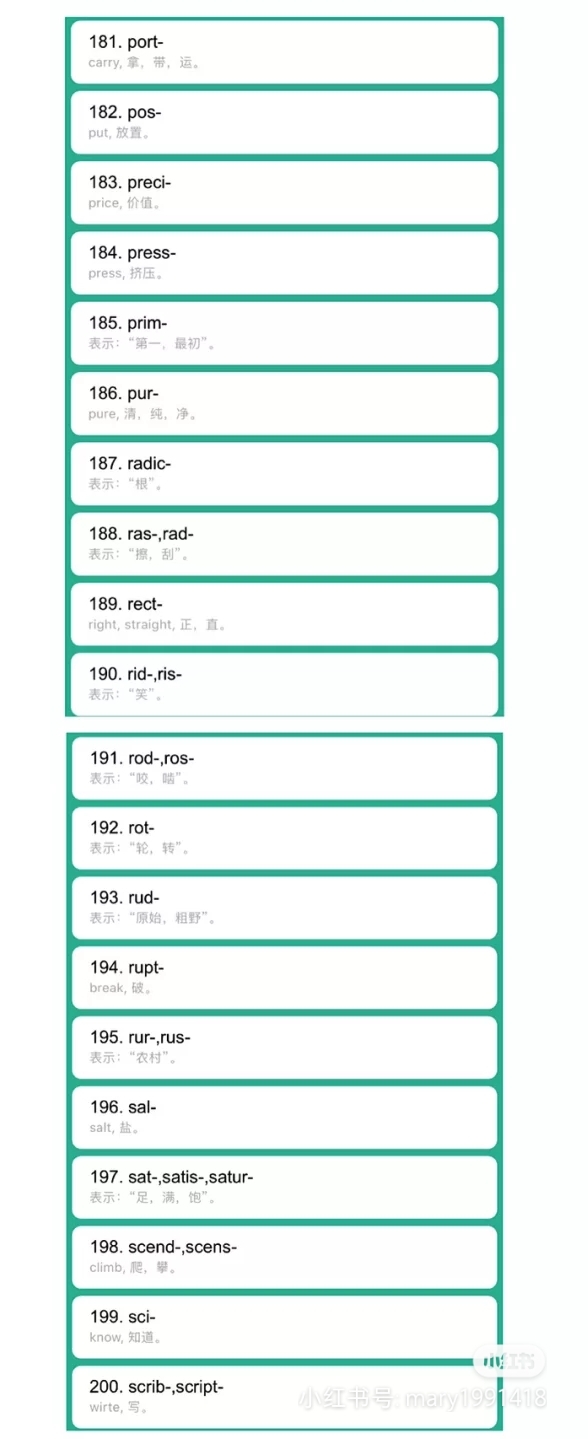 181. port-
carry, 拿，带，运。
182. pos-
put, 放置。
183. preci-
price, 价值。
184. press-
press, 挤压。
185. prim-
表示：“第一，最初”。
186. pur-
pure, 清，纯，净。
187. radic-
表示：“根”。
188. ras-,rad-
表示：“擦，刮”。
189. rect-
right, straight, 正，直。
190. rid-,ris-
表示：“笑”。
191. rod-,ros-
表示：“咬，啮”。
192. rot-
表示：“轮，转”。
193. rud-
表示：“原始，粗野”。
194. rupt-
break, 破。
195. rur-,rus-
表示：“农村”。
196. sal-
salt, 盐。
197. sat-,satis-,satur-
表示：“足，满，饱”。
198. scend-,scens-
climb, 爬，攀。
199. sci-
know, 知道。
小红书
200. scrib-,script-
wirte, 写。
小红书号: mary1991418